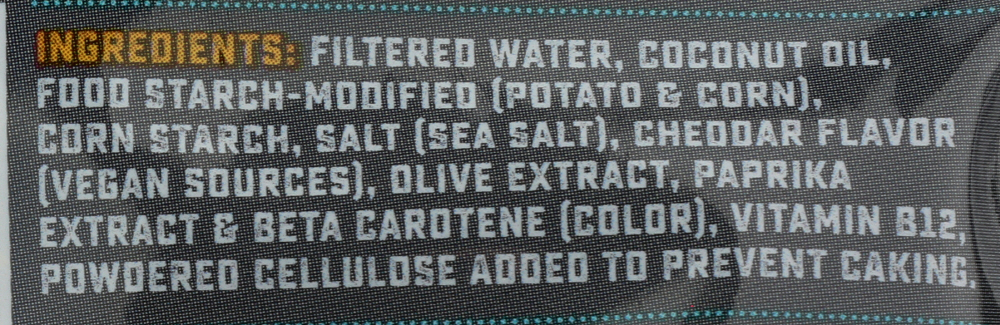 INGREDIENTS: FILTERED WATER, COCONUT OIL,
FOOD STARCH-MODIFIED (POTATO & CORN),
CORN STARCH, SALT (SEA SALT), CHEDDAR FLAVOR
(VEGAN SOURCES), OLIVE EXTRACT, PAPRIKA
EXTRACT & BETA CAROTENE (COLOR), VITAMIN B12,
POWDERED CELLULOSE ADDED TO PREVENT CAKING.